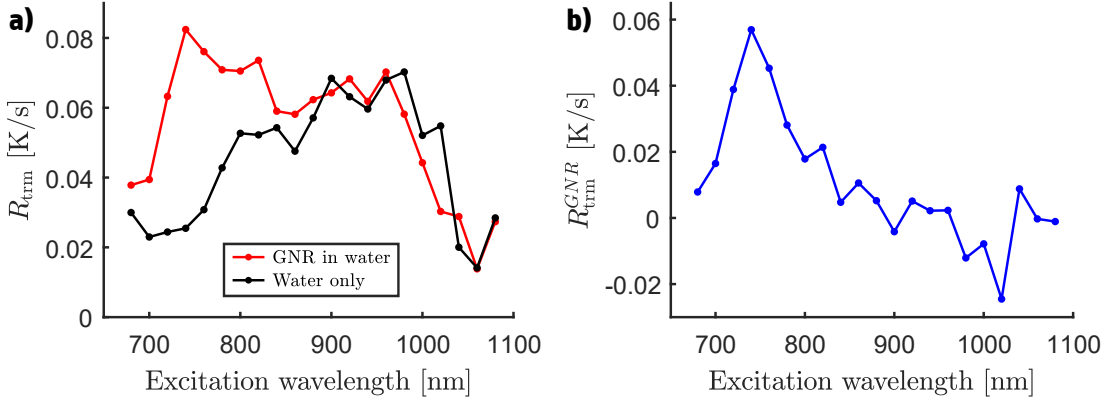 a)
R_trm [K/s]
0.08
0.06
0.04
0.02
0
700 800 900 1000 1100
Excitation wavelength [nm]
GNR in water
Water only
b)
R_trm^GNR [K/s]
0.06
0.04
0.02
0
-0.02
700 800 900 1000 1100
Excitation wavelength [nm]